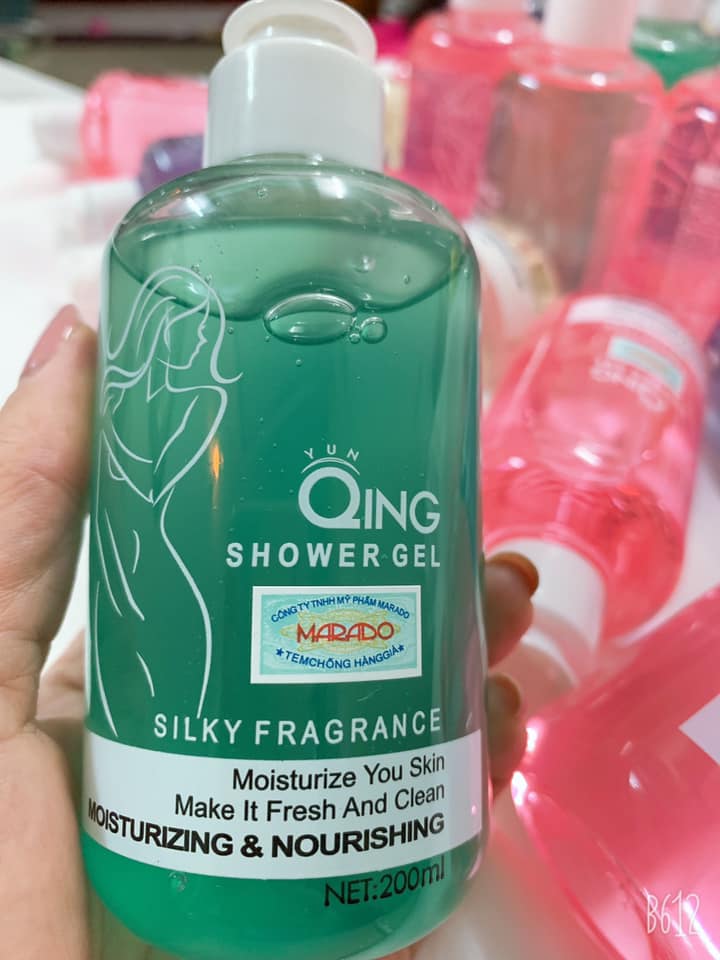 YUN
QING
SHOWER GEL
CÔNG TY TNHH MỸ PHẨM MARADO
MARADO
★TEMCHỐNG HÀNGGIẢ★
SILKY FRAGRANCE
Moisturize You Skin
Make It Fresh And Clean
MOISTURIZING & NOURISHING
NET:200ml
QING
B612